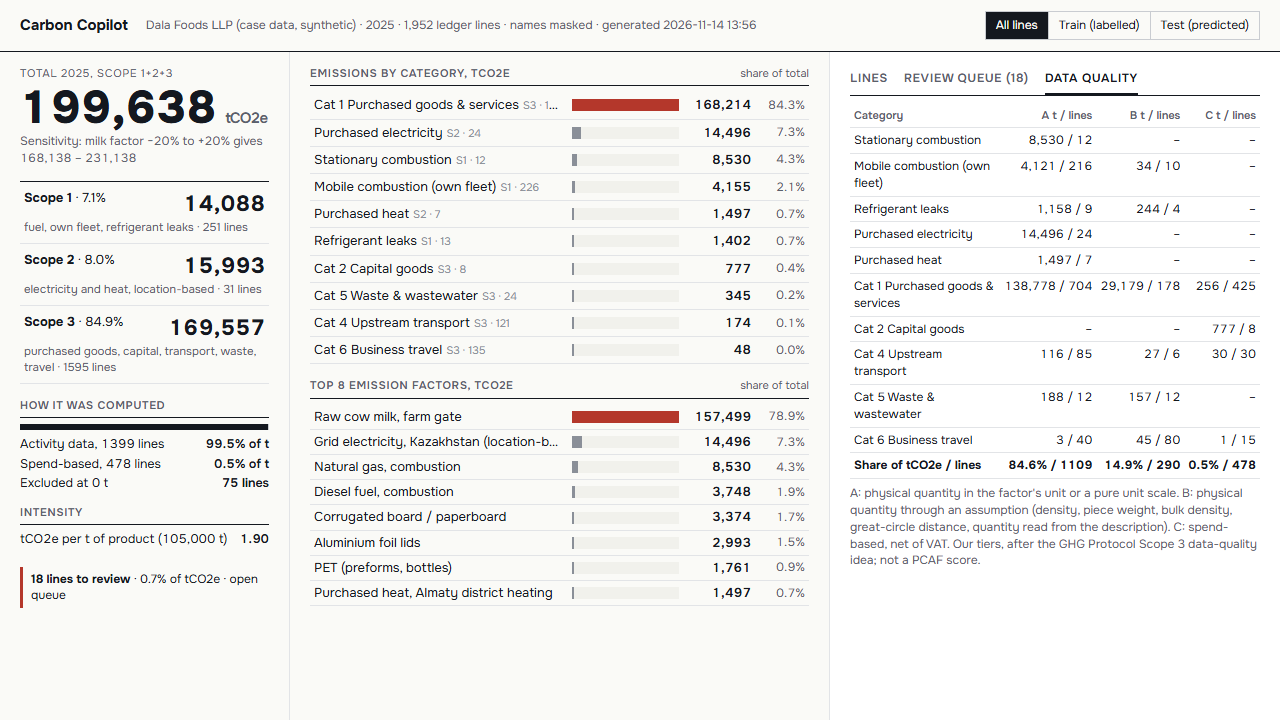 Carbon Copilot
Dala Foods LLP (case data, synthetic) · 2025 · 1,952 ledger lines · names masked · generated 2026-11-14 13:56
All lines
Train (labelled)
Test (predicted)
TOTAL 2025, SCOPE 1+2+3
199,638 tCO2e
Sensitivity: milk factor −20% to +20% gives
168,138 – 231,138
Scope 1 · 7.1% 14,088
fuel, own fleet, refrigerant leaks · 251 lines
Scope 2 · 8.0% 15,993
electricity and heat, location-based · 31 lines
Scope 3 · 84.9% 169,557
purchased goods, capital, transport, waste,
travel · 1595 lines
HOW IT WAS COMPUTED
Activity data, 1399 lines 99.5% of t
Spend-based, 478 lines 0.5% of t
Excluded at 0 t 75 lines
INTENSITY
tCO2e per t of product (105,000 t) 1.90
18 lines to review · 0.7% of tCO2e · open
queue
EMISSIONS BY CATEGORY, TCO2E share of total
Cat 1 Purchased goods & services S3 · 1... 168,214 84.3%
Purchased electricity S2 · 24 14,496 7.3%
Stationary combustion S1 · 12 8,530 4.3%
Mobile combustion (own fleet) S1 · 226 4,155 2.1%
Purchased heat S2 · 7 1,497 0.7%
Refrigerant leaks S1 · 13 1,402 0.7%
Cat 2 Capital goods S3 · 8 777 0.4%
Cat 5 Waste & wastewater S3 · 24 345 0.2%
Cat 4 Upstream transport S3 · 121 174 0.1%
Cat 6 Business travel S3 · 135 48 0.0%
TOP 8 EMISSION FACTORS, TCO2E share of total
Raw cow milk, farm gate 157,499 78.9%
Grid electricity, Kazakhstan (location-b... 14,496 7.3%
Natural gas, combustion 8,530 4.3%
Diesel fuel, combustion 3,748 1.9%
Corrugated board / paperboard 3,374 1.7%
Aluminium foil lids 2,993 1.5%
PET (preforms, bottles) 1,761 0.9%
Purchased heat, Almaty district heating 1,497 0.7%
LINES REVIEW QUEUE (18) DATA QUALITY
Category A t / lines B t / lines C t / lines
Stationary combustion 8,530 / 12 – –
Mobile combustion (own 4,121 / 216 34 / 10 –
fleet)
Refrigerant leaks 1,158 / 9 244 / 4 –
Purchased electricity 14,496 / 24 – –
Purchased heat 1,497 / 7 – –
Cat 1 Purchased goods & 138,778 / 704 29,179 / 178 256 / 425
services
Cat 2 Capital goods – – 777 / 8
Cat 4 Upstream 116 / 85 27 / 6 30 / 30
transport
Cat 5 Waste & 188 / 12 157 / 12 –
wastewater
Cat 6 Business travel 3 / 40 45 / 80 1 / 15
Share of tCO2e / lines 84.6% / 1109 14.9% / 290 0.5% / 478
A: physical quantity in the factor's unit or a pure unit scale. B: physical
quantity through an assumption (density, piece weight, bulk density,
great-circle distance, quantity read from the description). C: spend-
based, net of VAT. Our tiers, after the GHG Protocol Scope 3 data-quality
idea; not a PCAF score.